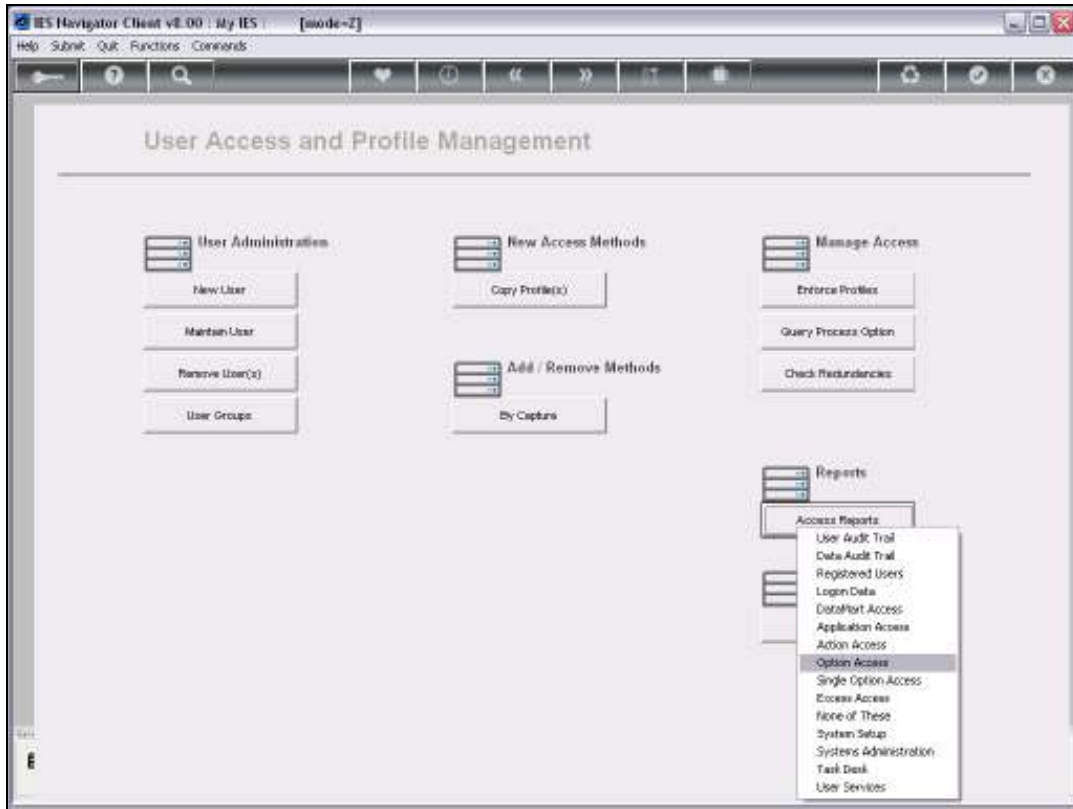 IES Navigator Client v8.00 : My IES : [mode=Z]
Help Submit Quit Functions Commands
User Access and Profile Management
User Administration
New User
Maintain User
Remove User(s)
User Groups
New Access Methods
Copy Profile(s)
Add / Remove Methods
By Capture
Manage Access
Enforce Profiles
Query Process Option
Check Redundancies
Reports
Access Reports
User Audit Trail
Data Audit Trail
Registered Users
Logon Data
DataMart Access
Application Access
Action Access
Option Access
Single Option Access
Excess Access
None of These
System Setup
Systems Administration
Task Desk
User Services